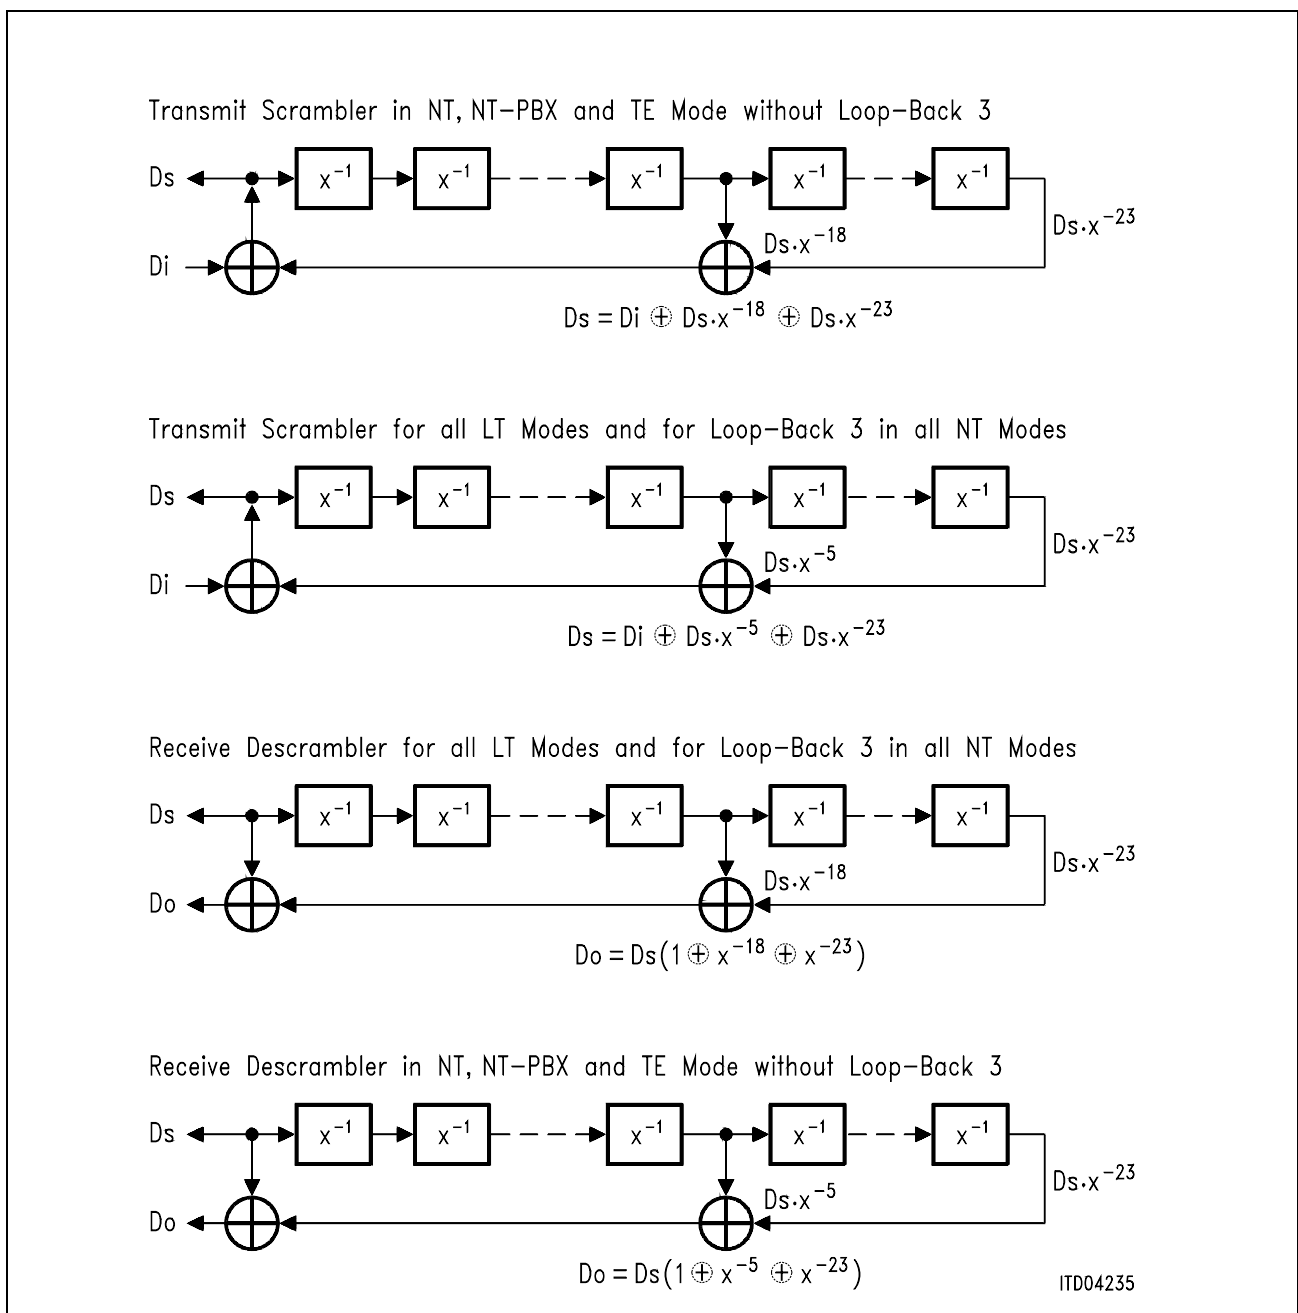 Transmit Scrambler in NT, NT-PBX and TE Mode without Loop-Back 3
Ds x⁻¹ x⁻¹ x⁻¹ x⁻¹ x⁻¹
Ds·x⁻²³
Ds·x⁻¹⁸
Di
Ds = Di ⊕ Ds·x⁻¹⁸ ⊕ Ds·x⁻²³
Transmit Scrambler for all LT Modes and for Loop-Back 3 in all NT Modes
Ds x⁻¹ x⁻¹ x⁻¹ x⁻¹ x⁻¹
Ds·x⁻²³
Ds·x⁻⁵
Di
Ds = Di ⊕ Ds·x⁻⁵ ⊕ Ds·x⁻²³
Receive Descrambler for all LT Modes and for Loop-Back 3 in all NT Modes
Ds x⁻¹ x⁻¹ x⁻¹ x⁻¹ x⁻¹
Ds·x⁻²³
Ds·x⁻¹⁸
Do
Do = Ds(1 ⊕ x⁻¹⁸ ⊕ x⁻²³)
Receive Descrambler in NT, NT-PBX and TE Mode without Loop-Back 3
Ds x⁻¹ x⁻¹ x⁻¹ x⁻¹ x⁻¹
Ds·x⁻²³
Ds·x⁻⁵
Do
Do = Ds(1 ⊕ x⁻⁵ ⊕ x⁻²³)
ITD04235